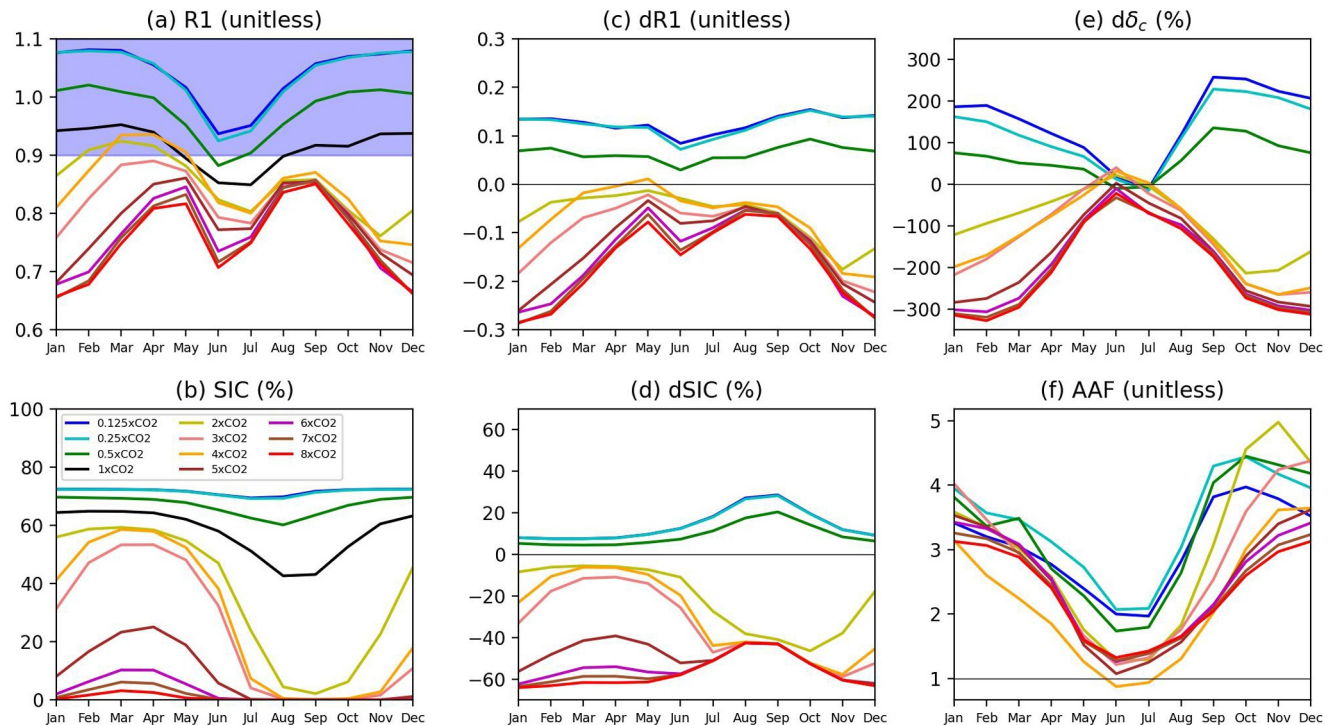 (a) R1 (unitless)
1.1
1.0
0.9
0.8
0.7
0.6
Jan Feb Mar Apr May Jun Jul Aug Sep Oct Nov Dec
(c) dR1 (unitless)
0.3
0.2
0.1
0.0
−0.1
−0.2
−0.3
Jan Feb Mar Apr May Jun Jul Aug Sep Oct Nov Dec
(e) dδc (%)
300
200
100
0
−100
−200
−300
Jan Feb Mar Apr May Jun Jul Aug Sep Oct Nov Dec
(b) SIC (%)
100
80
60
40
20
0
0.125xCO2 2xCO2 6xCO2
0.25xCO2 3xCO2 7xCO2
0.5xCO2 4xCO2 8xCO2
1xCO2 5xCO2
Jan Feb Mar Apr May Jun Jul Aug Sep Oct Nov Dec
(d) dSIC (%)
60
40
20
0
−20
−40
−60
Jan Feb Mar Apr May Jun Jul Aug Sep Oct Nov Dec
(f) AAF (unitless)
5
4
3
2
1
Jan Feb Mar Apr May Jun Jul Aug Sep Oct Nov Dec